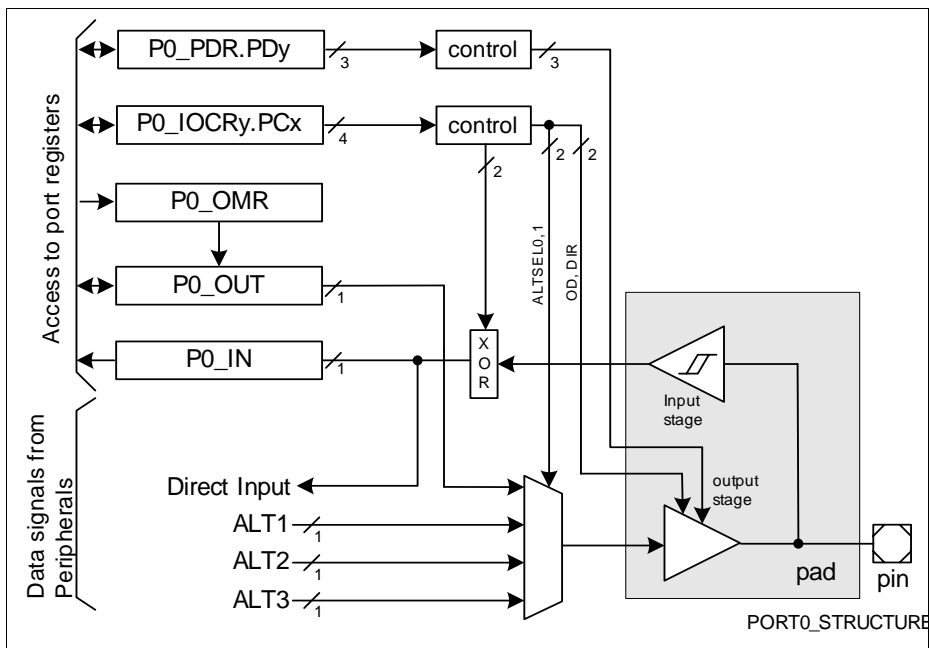 P0_PDR.PDy
3
control
3
P0_IOCRy.PCx
4
control
2
2
2
P0_OMR
ALTSEL0,1
OD, DIR
P0_OUT
1
P0_IN
1
X
O
R
Input
stage
Access to port registers
Direct Input
output
stage
ALT1
1
ALT2
1
ALT3
1
pad
pin
Data signals from
Peripherals
PORT0_STRUCTURE